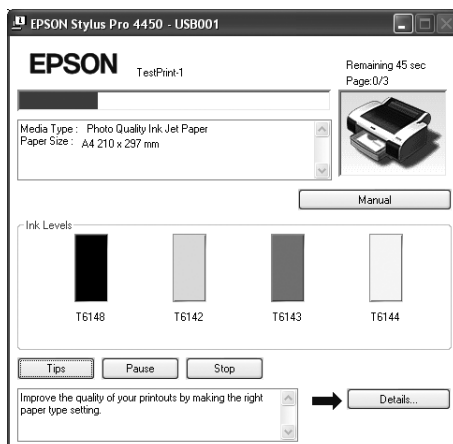 EPSON Stylus Pro 4450 - USB001
EPSON TestPrint-1
Remaining 45 sec
Page:0/3
Media Type : Photo Quality Ink Jet Paper
Paper Size : A4 210 x 297 mm
Manual
Ink Levels
T6148 T6142 T6143 T6144
Tips Pause Stop
Improve the quality of your printouts by making the right
paper type setting.
Details...